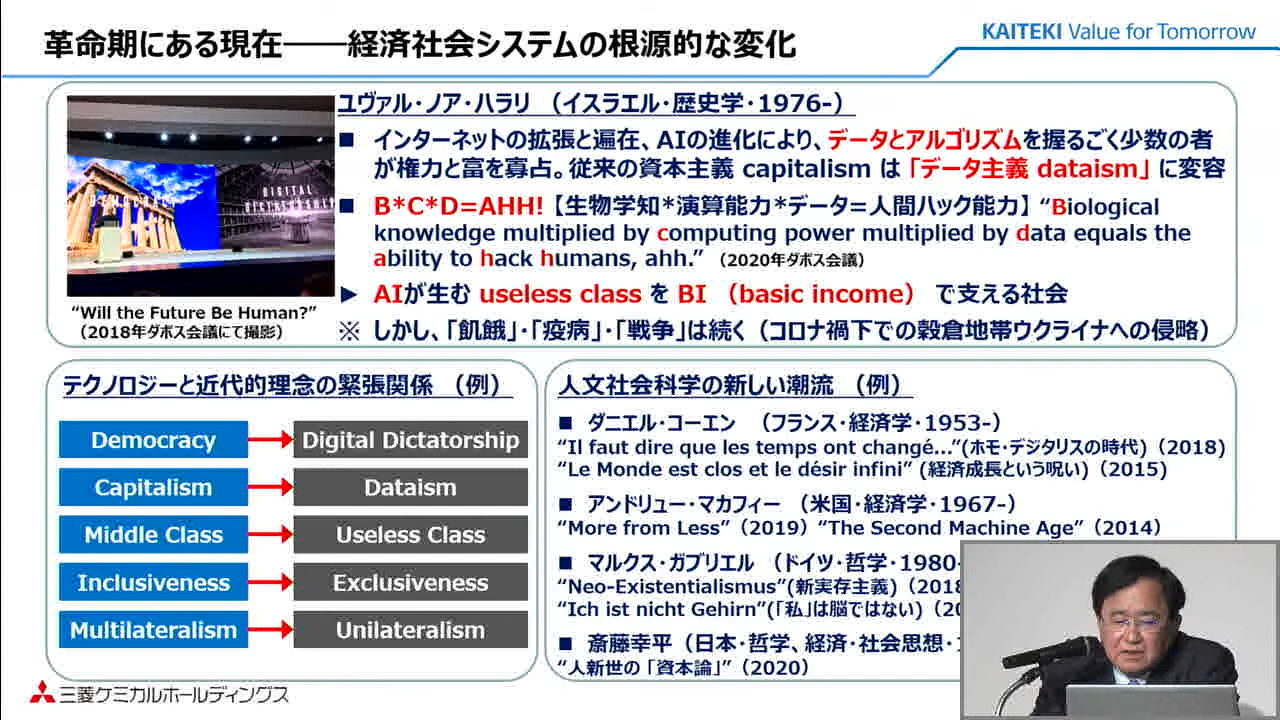 革命期にある現在――経済社会システムの根源的な変化
KAITEKI Value for Tomorrow
ユヴァル・ノア・ハラリ （イスラエル・歴史学・1976-）
■ インターネットの拡張と遍在、AIの進化により、データとアルゴリズムを握るごく少数の者
が権力と富を寡占。従来の資本主義 capitalism は「データ主義 dataism」に変容
■ B*C*D=AHH!【生物学知*演算能力*データ=人間ハック能力】 “Biological
knowledge multiplied by computing power multiplied by data equals the
ability to hack humans, ahh.” （2020年ダボス会議）
► AIが生む useless class を BI （basic income） で支える社会
※ しかし、「飢餓」・「疫病」・「戦争」は続く（コロナ禍下での穀倉地帯ウクライナへの侵略）
DIGITAL
“Will the Future Be Human?”
（2018年ダボス会議にて撮影）
テクノロジーと近代的理念の緊張関係 （例）
Democracy Digital Dictatorship
Capitalism Dataism
Middle Class Useless Class
Inclusiveness Exclusiveness
Multilateralism Unilateralism
人文社会科学の新しい潮流 （例）
■ ダニエル・コーエン （フランス・経済学・1953-）
“Il faut dire que les temps ont changé...”(ホモ・デジタリスの時代)（2018）
“Le Monde est clos et le désir infini” (経済成長という呪い)（2015）
■ アンドリュー・マカフィー （米国・経済学・1967-）
“More from Less”（2019）“The Second Machine Age”（2014）
■ マルクス・ガブリエル （ドイツ・哲学・1980-
“Neo-Existentialismus”(新実存主義)（2018
“Ich ist nicht Gehirn”(「私」は脳ではない)（20
■ 斎藤幸平（日本・哲学、経済・社会思想・
“人新世の「資本論」”（2020）
三菱ケミカルホールディングス